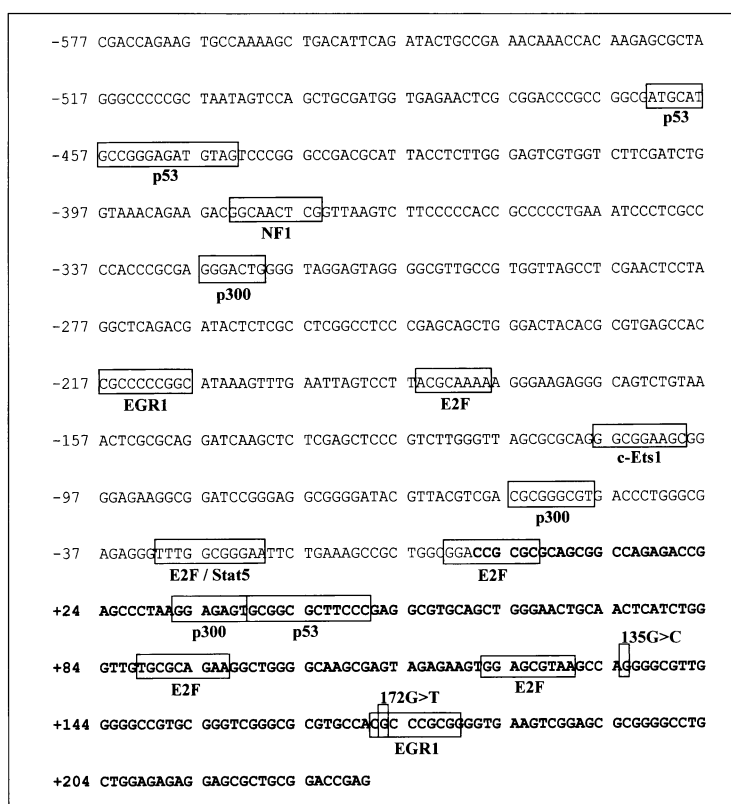 -577 CGACCAGAAG TGCCAAAAGC TGACATTCAG ATACTGCCGA AACAAACCAC AAGAGCGCTA
-517 GGGCCCCCGC TAATAGTCCA GCTGCGATGG TGAGAACTCG CGGACCCGCC GGCGATGCAT
p53
-457 GCCGGGAGAT GTAGTCCCGG GCCGACGCAT TACCTCTTGG GAGTCGTGGT CTTCGATCTG
p53
-397 GTAAACAGAA GACGGCAACT CGGTTAAGTC TTCCCCCACC GCCCCCTGAA ATCCCTCGCC
NF1
-337 CCACCCGCGA GGGACTGGGG TAGGAGTAGG GGCGTTGCCG TGGTTAGCCT CGAACTCCTA
p300
-277 GGCTCAGACG ATACTCTCGC CTCGGCCTCC CGAGCAGCTG GGACTACACG CGTGAGCCAC
-217 CGCCCCCGGC ATAAAGTTTG AATTAGTCCT TACGCAAAAA GGGAAGAGGG CAGTCTGTAA
EGR1 E2F
-157 ACTCGCGCAG GATCAAGCTC TCGAGCTCCC GTCTTGGGTT AGCGCGCAGG GCGGAAGCGG
c-Ets1
-97 GGAGAAGGCG GATCCGGGAG GCGGGGATAC GTTACGTCGA CGCGGGCGTG ACCCTGGGCG
p300
-37 AGAGGGTTTG GCGGGAATTC TGAAAGCCGC TGGCGGACCG CGCGCAGCGG CCAGAGACCG
E2F / Stat5 E2F
+24 AGCCCTAAGG AGAGTGCGGC GCTTCCCGAG GCGTGCAGCT GGGAACTGCA ACTCATCTGG
p300 p53
135G>C
+84 GTTGTGCGCA GAAGGCTGGG GCAAGCGAGT AGAGAAGTGG AGCGTAAGCC AGGGGCGTTG
E2F E2F
172G>T
+144 GGGGCCGTGC GGGTCGGGCG CGTGCCACGC CCGCGGGGTG AAGTCGGAGC GCGGGGCCTG
EGR1
+204 CTGGAGAGAG GAGCGCTGCG GACCGAG